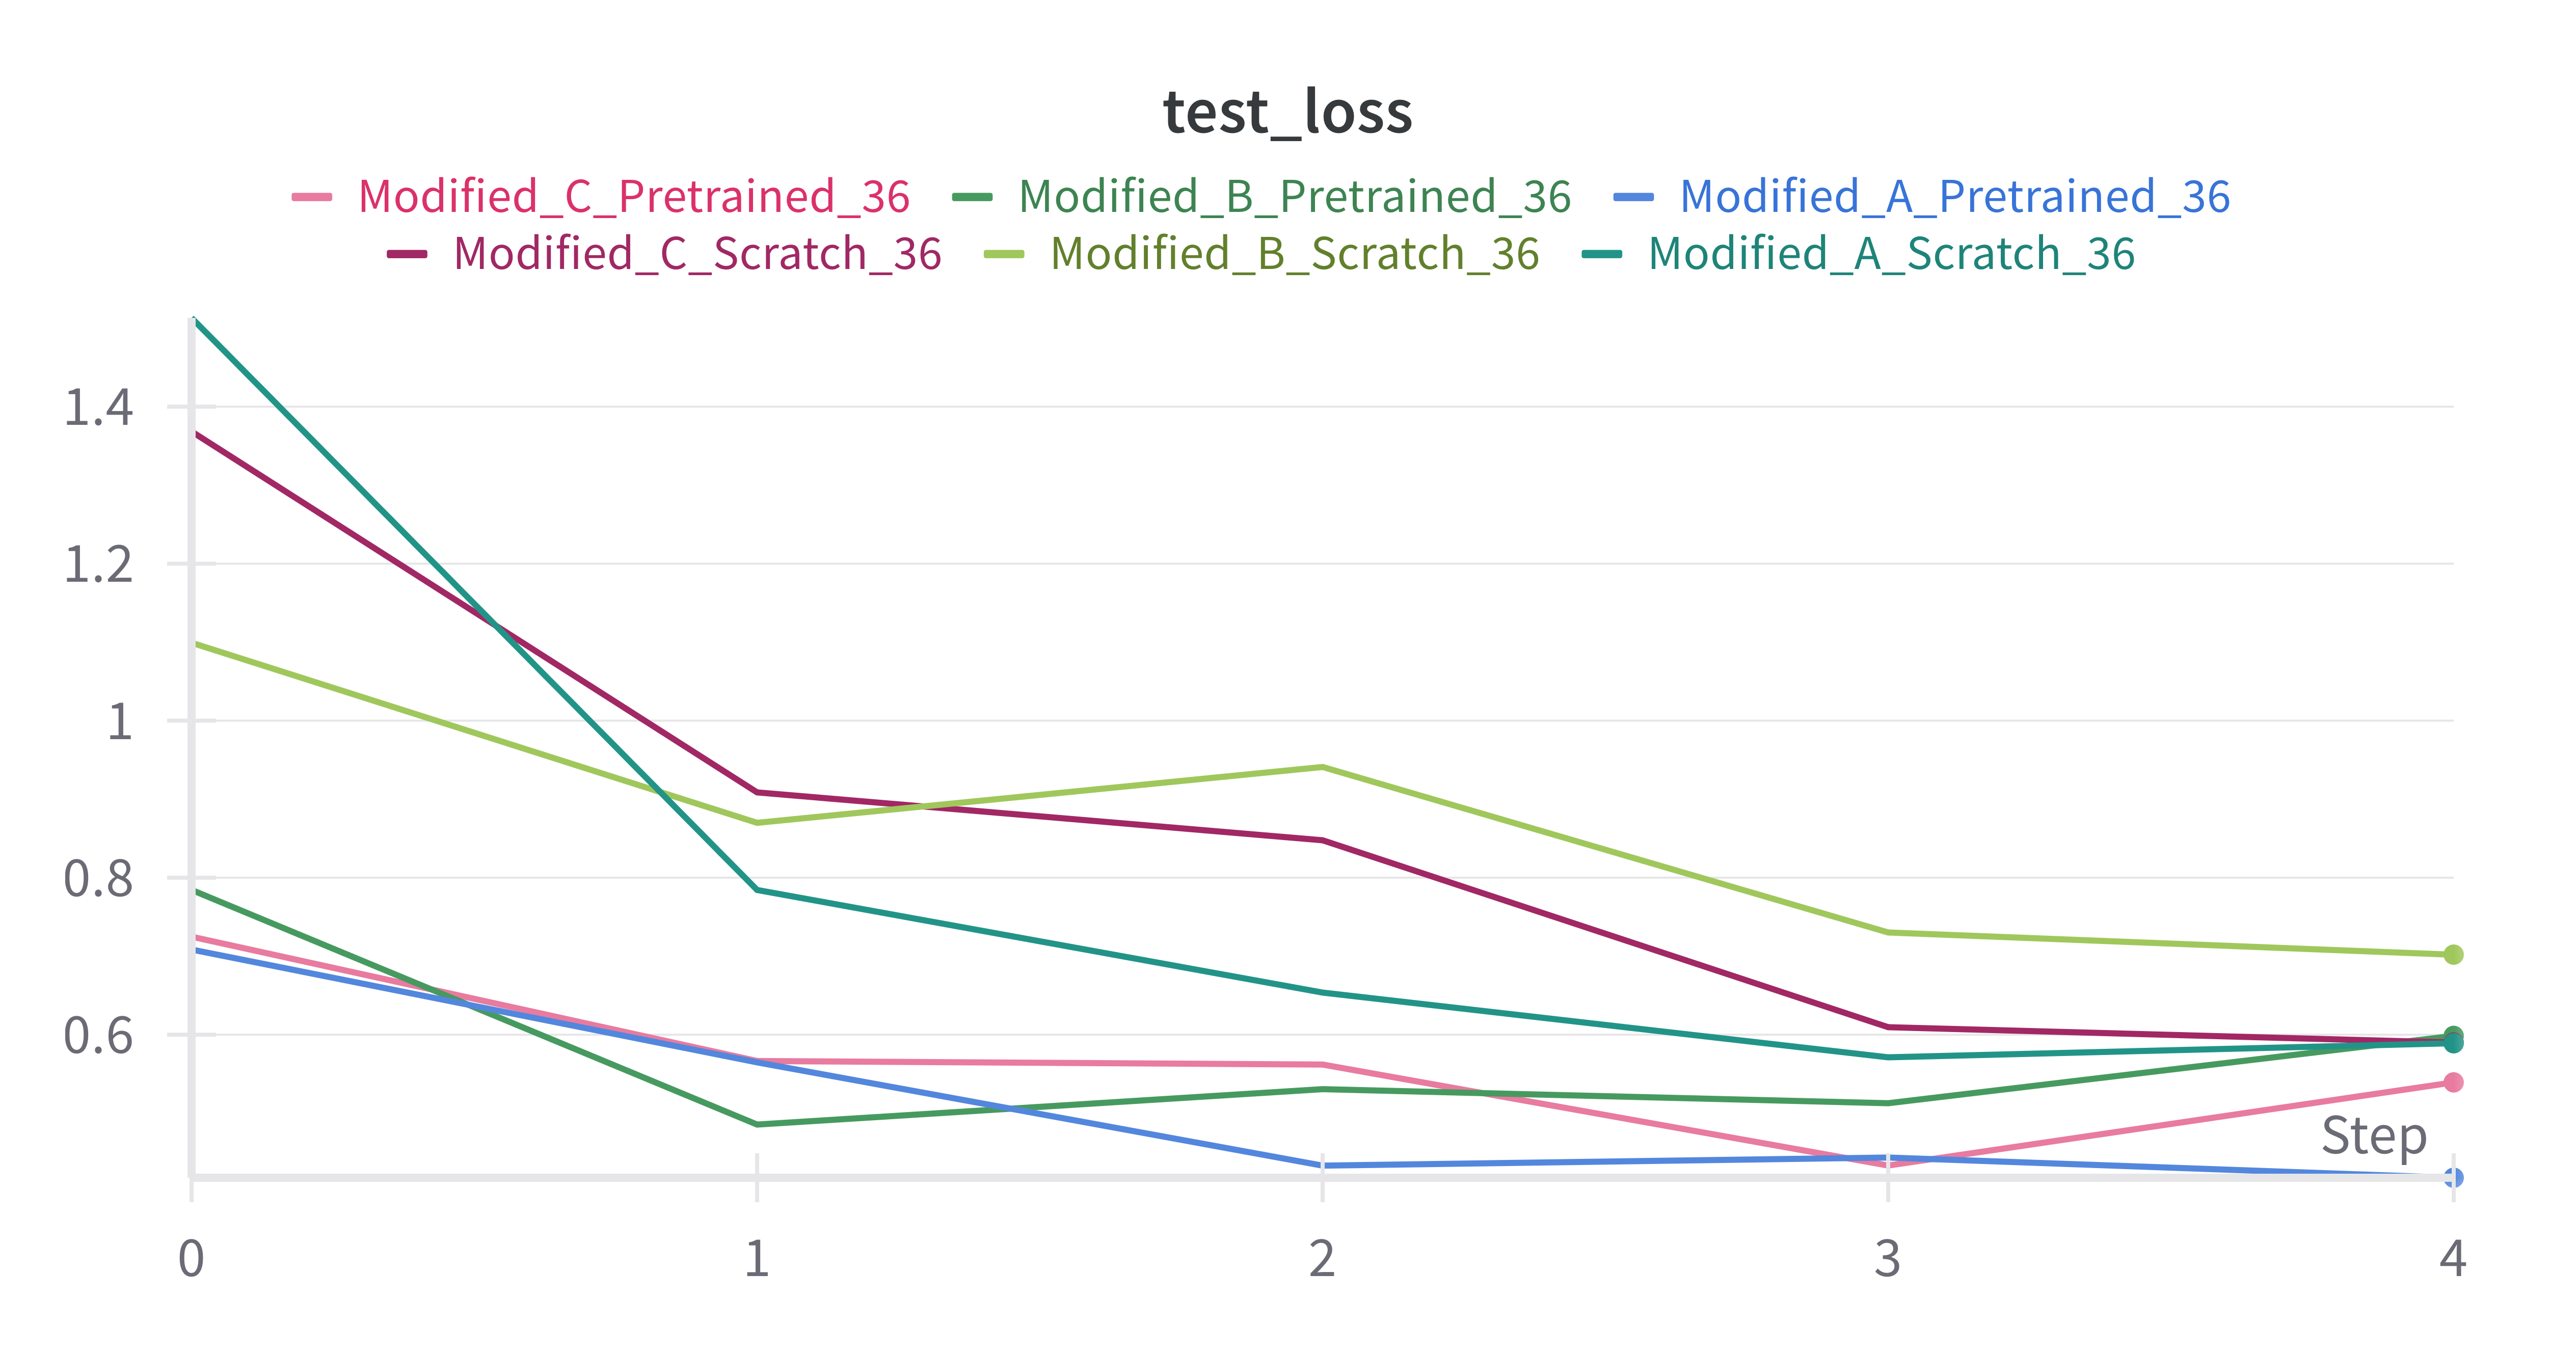 test_loss
Modified_C_Pretrained_36 Modified_B_Pretrained_36 Modified_A_Pretrained_36
Modified_C_Scratch_36 Modified_B_Scratch_36 Modified_A_Scratch_36
1.4
1.2
1
0.8
0.6
Step
0 1 2 3 4